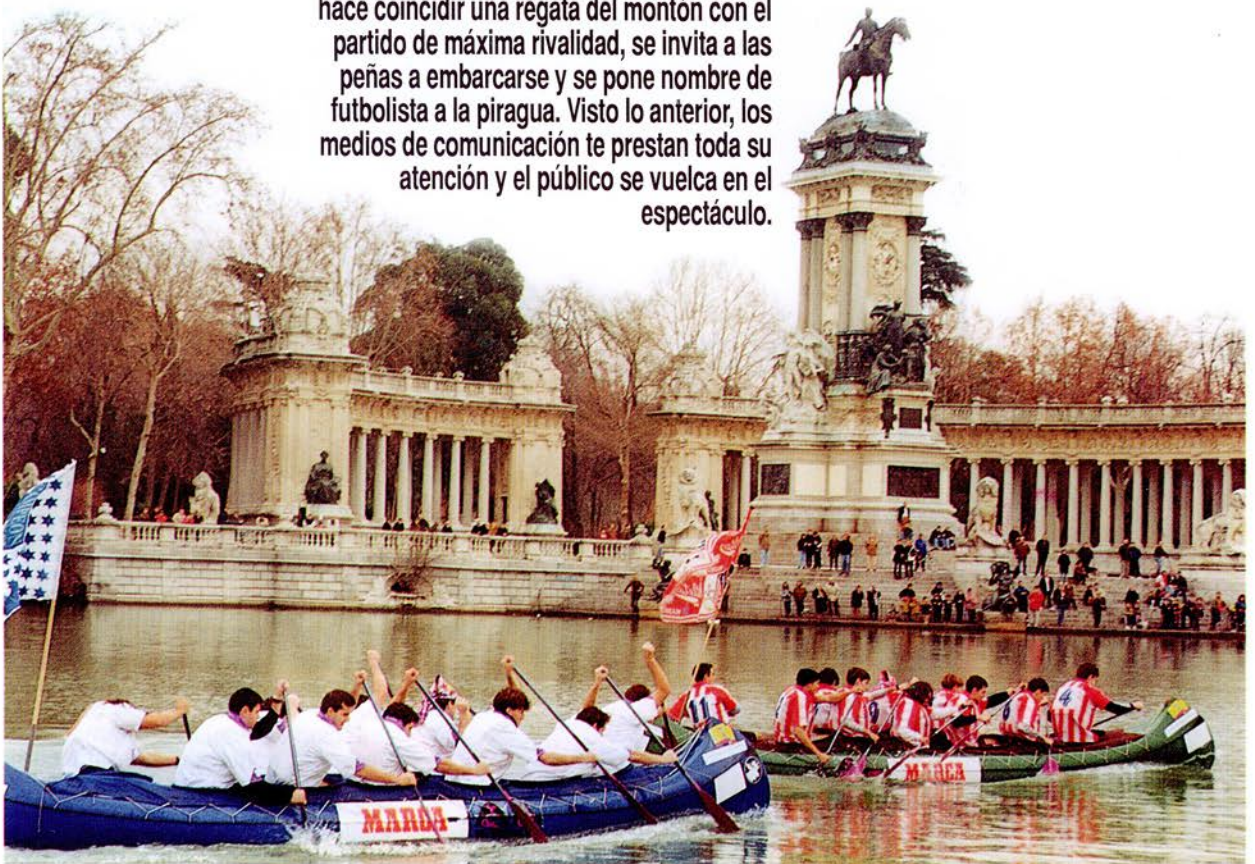 hace coincidir una regata del montón con el
partido de máxima rivalidad, se invita a las
peñas a embarcarse y se pone nombre de
futbolista a la piragua. Visto lo anterior, los
medios de comunicación te prestan toda su
atención y el público se vuelca en el
espectáculo.
11
4
MARCA
MARCA